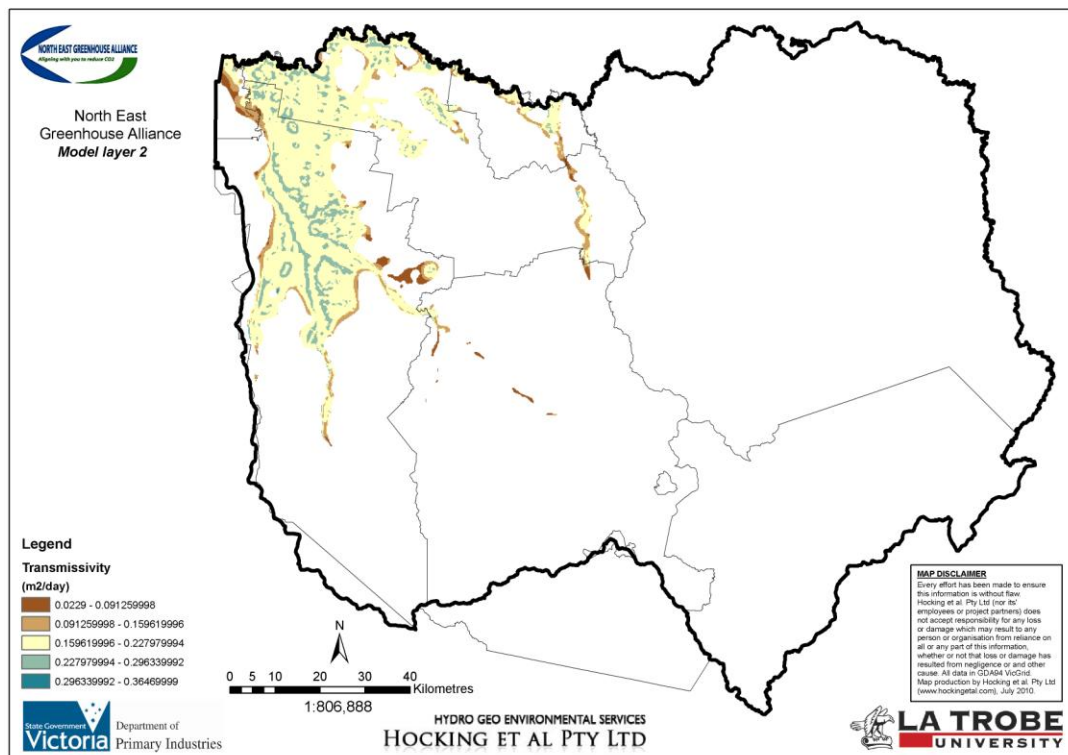 NORTH EAST GREENHOUSE ALLIANCE
Aligning with you to reduce CO2
North East
Greenhouse Alliance
Model layer 2
Legend
Transmissivity
(m2/day)
0.0229 - 0.091259998
0.091259998 - 0.159619996
0.159619996 - 0.227979994
0.227979994 - 0.296339992
0.296339992 - 0.36469999
N
0 5 10 20 30 40
Kilometres
1:806,888
MAP DISCLAIMER
Every effort has been made to ensure
this information is without flaw.
Hocking et al. Pty Ltd (nor its'
employees or project partners) does
not accept responsibility for any loss
or damage which may result to any
person or organisation from reliance on
all or any part of this information,
whether or not that loss or damage has
resulted from negligence or and other
cause. All data in GDA94 VicGrid.
Map production by Hocking et al. Pty Ltd
(www.hockingetal.com), July 2010.
State Government
Victoria
Department of
Primary Industries
HYDRO GEO ENVIRONMENTAL SERVICES
HOCKING ET AL PTY LTD
LA TROBE
UNIVERSITY